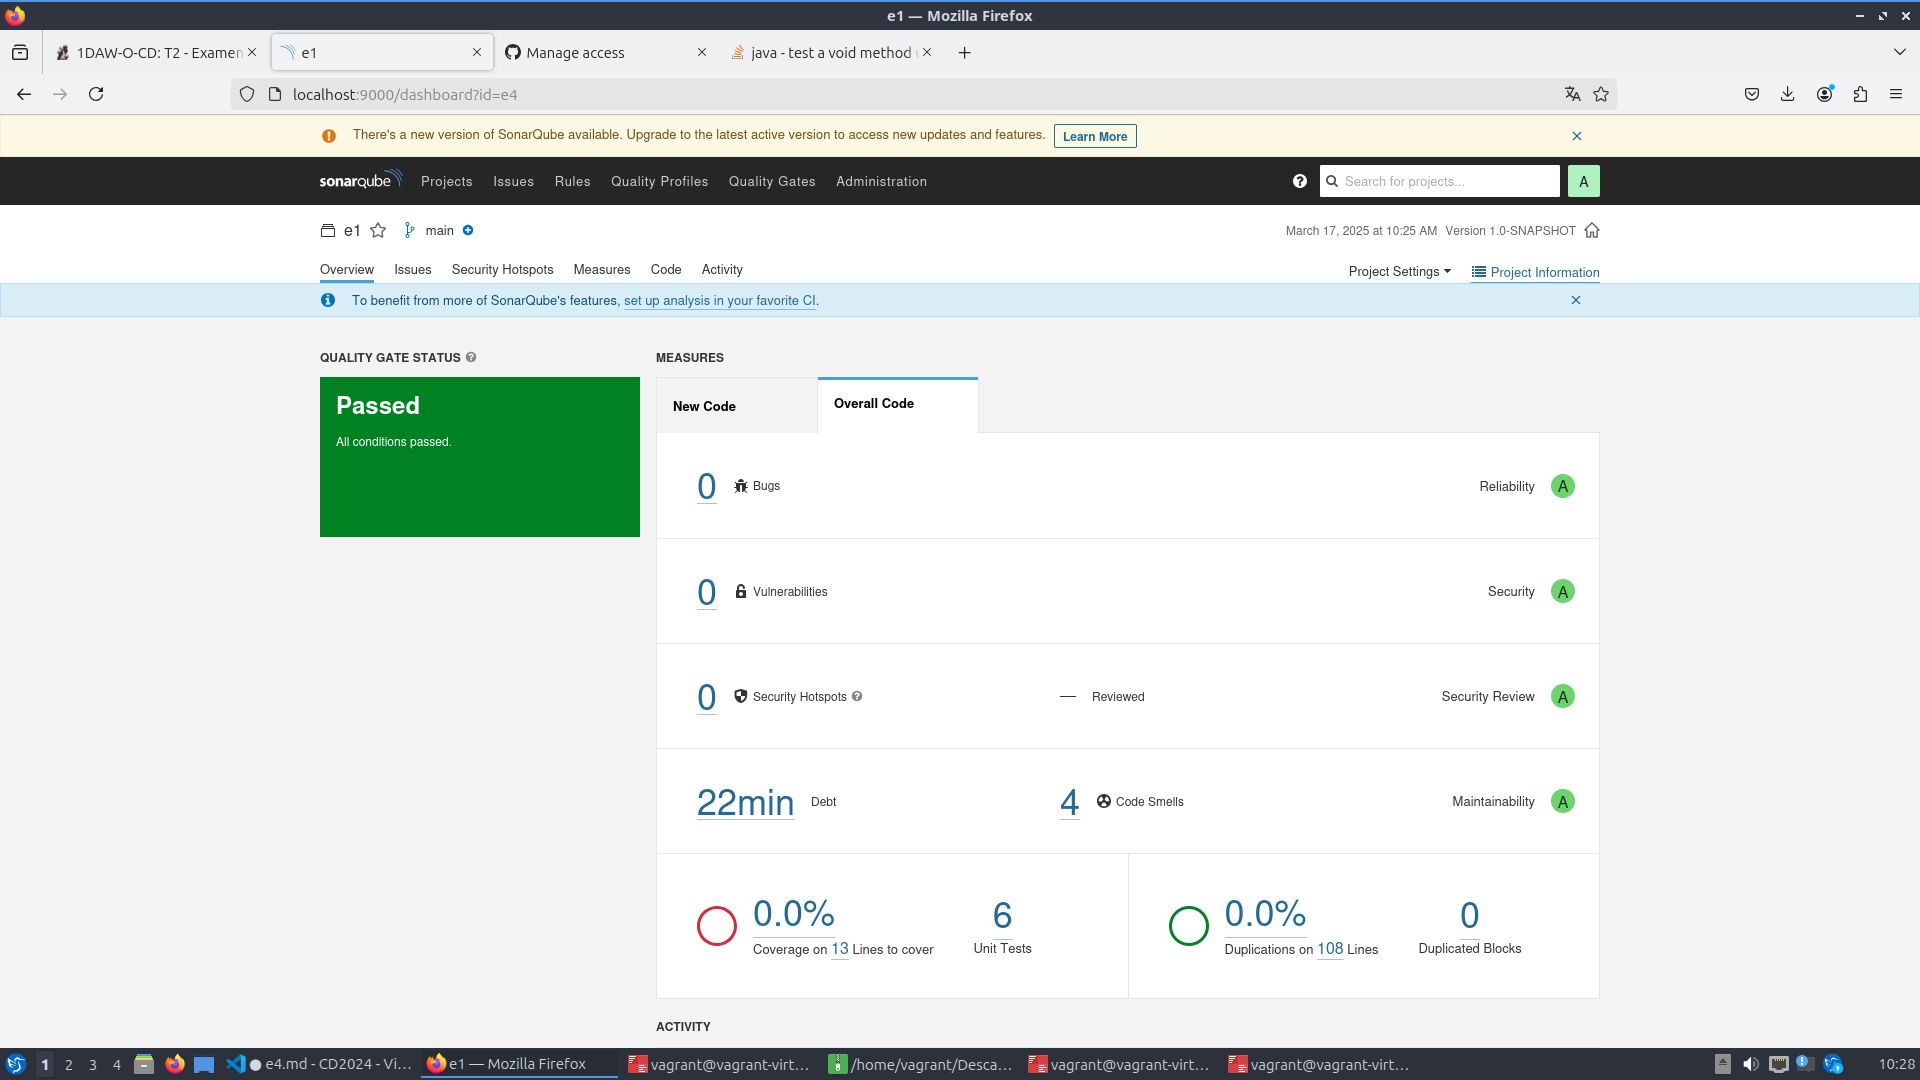 e1 — Mozilla Firefox
1DAW-O-CD: T2 - Examen
e1
Manage access
java - test a void method
localhost:9000/dashboard?id=e4
There's a new version of SonarQube available. Upgrade to the latest active version to access new updates and features. Learn More
sonarqube Projects Issues Rules Quality Profiles Quality Gates Administration Search for projects... A
e1 main March 17, 2025 at 10:25 AM Version 1.0-SNAPSHOT
Overview Issues Security Hotspots Measures Code Activity Project Settings Project Information
To benefit from more of SonarQube's features, set up analysis in your favorite CI.
QUALITY GATE STATUS
Passed
All conditions passed.
MEASURES
New Code Overall Code
0 Bugs Reliability A
0 Vulnerabilities Security A
0 Security Hotspots — Reviewed Security Review A
22min Debt 4 Code Smells Maintainability A
0.0% 6 0.0% 0
Coverage on 13 Lines to cover Unit Tests Duplications on 108 Lines Duplicated Blocks
ACTIVITY
1 2 3 4 ● e4.md - CD2024 - Vi... e1 — Mozilla Firefox vagrant@vagrant-virt... /home/vagrant/Desca... vagrant@vagrant-virt... vagrant@vagrant-virt... 10:28